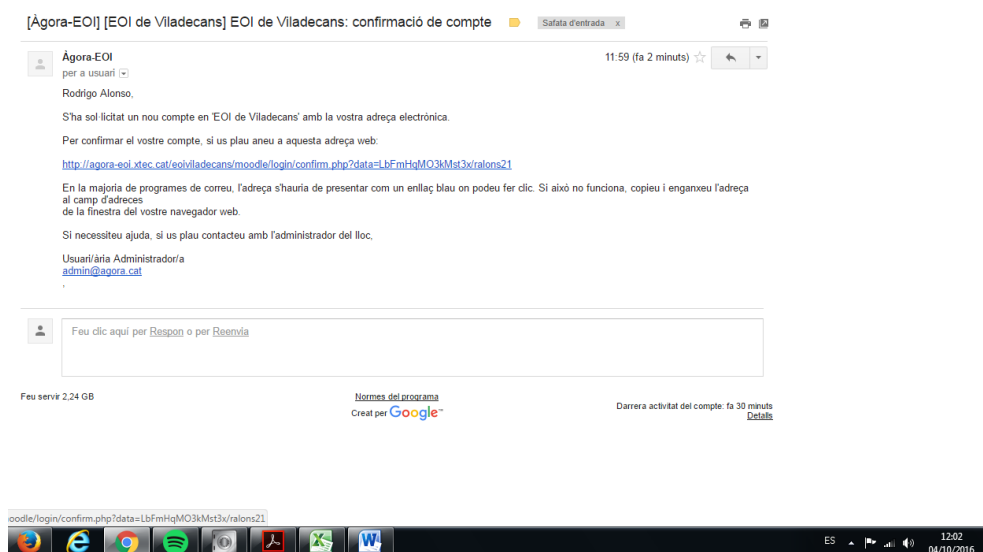 [Àgora-EOI] [EOI de Viladecans] EOI de Viladecans: confirmació de compte
Safata d'entrada x
Àgora-EOI
11:59 (fa 2 minuts)
per a usuari
Rodrigo Alonso,
S'ha sol·licitat un nou compte en 'EOI de Viladecans' amb la vostra adreça electrònica.
Per confirmar el vostre compte, si us plau aneu a aquesta adreça web:
http://agora-eoi.xtec.cat/eoiviladecans/moodle/login/confirm.php?data=LbFmHqMO3kMst3x/ralons21
En la majoria de programes de correu, l'adreça s'hauria de presentar com un enllaç blau on podeu fer clic. Si això no funciona, copieu i enganxeu l'adreça
al camp d'adreces
de la finestra del vostre navegador web.
Si necessiteu ajuda, si us plau contacteu amb l'administrador del lloc,
Usuari/ària Administrador/a
admin@agora.cat
,
Feu clic aquí per Respon o per Reenvia
Feu servir 2,24 GB
Normes del programa
Creat per Google™
Darrera activitat del compte: fa 30 minuts
Detalls
oodle/login/confirm.php?data=LbFmHqMO3kMst3x/ralons21
ES
12:02
04/10/2016